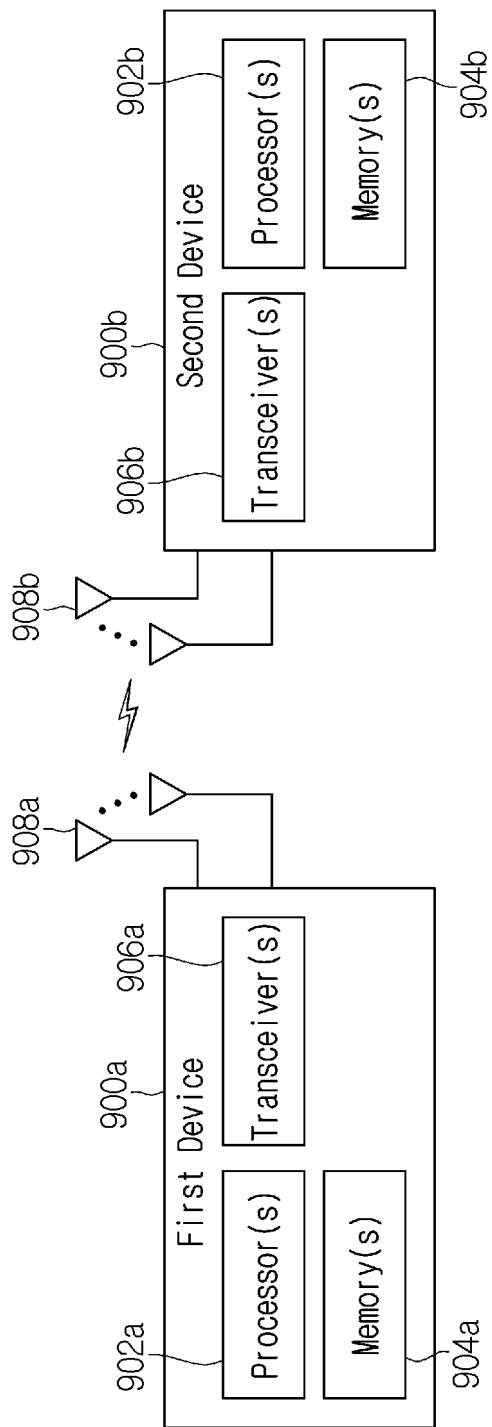 908a
908b
900a
First Device
902a
Processor(s)
906a
Transceiver(s)
904a
Memory(s)
900b
Second Device
906b
Transceiver(s)
902b
Processor(s)
904b
Memory(s)